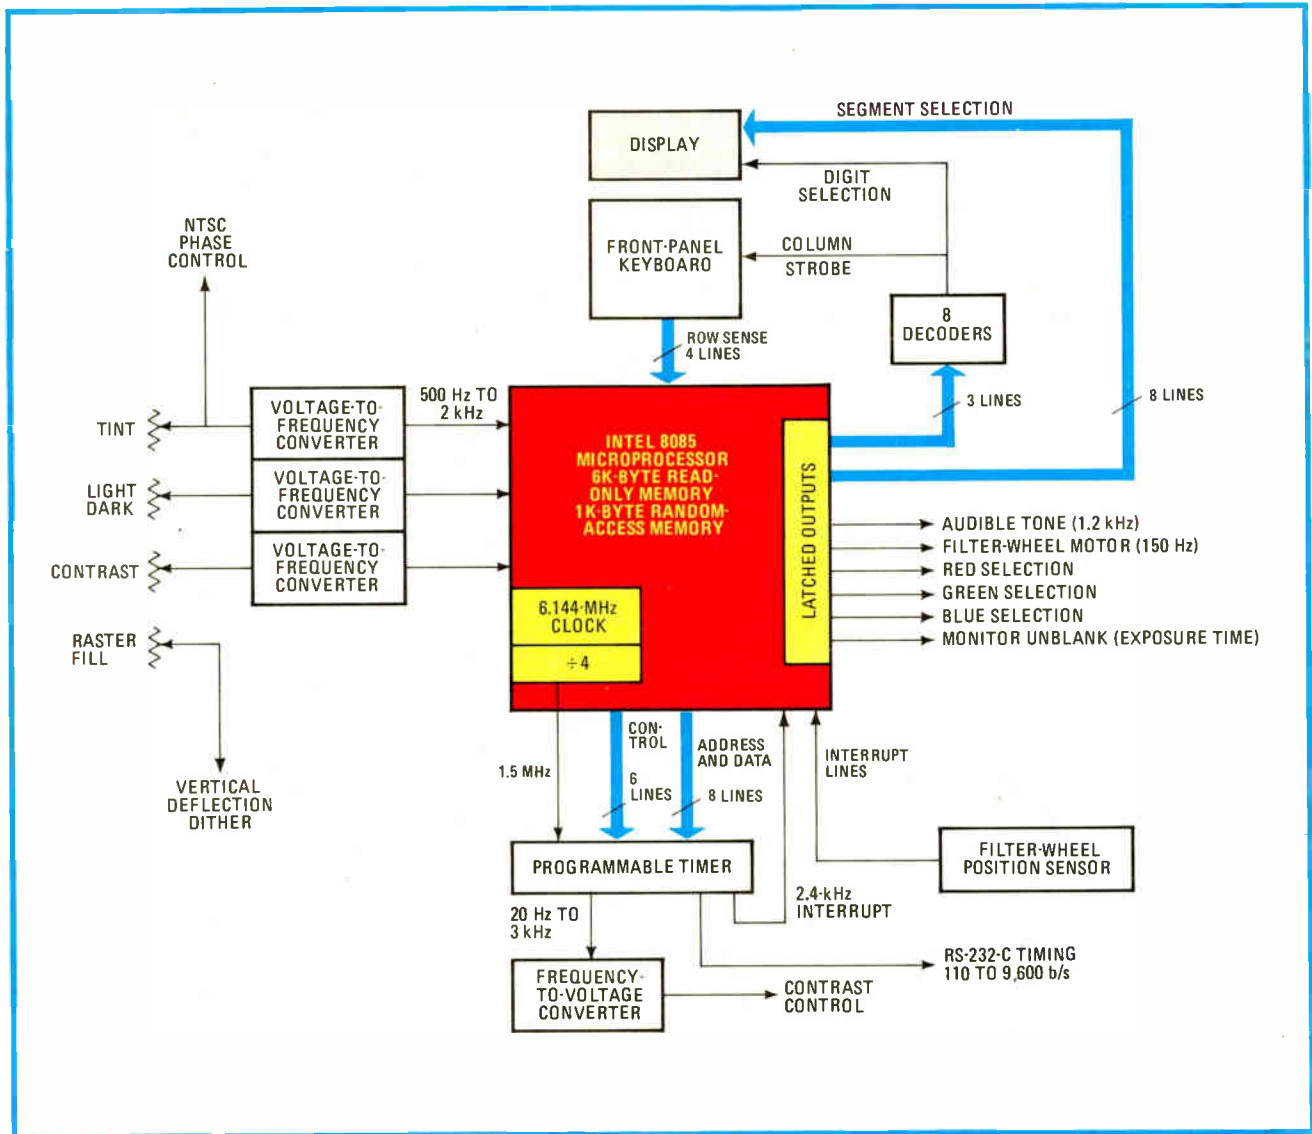 SEGMENT SELECTION
DISPLAY
DIGIT
SELECTION
NTSC
PHASE
CONTROL
FRONT-PANEL
KEYBOARO
COLUMN
STROBE
8
DECODERS
ROW SENSE
4 LINES
3 LINES
8 LINES
TINT
VOLTAGE-TO-
FREQUENCY
CONVERTER
500 Hz TO
2 kHz
LIGHT
DARK
VOLTAGE-TO-
FREQUENCY
CONVERTER
CONTRAST
VOLTAGE-TO-
FREQUENCY
CONVERTER
INTEL 8085
MICROPROCESSOR
6K-BYTE READ-
ONLY MEMORY
1K-BYTE RANDOM-
ACCESS MEMORY
LATCHED OUTPUTS
AUDIBLE TONE (1.2 kHz)
FILTER-WHEEL MOTOR (150 Hz)
RED SELECTION
GREEN SELECTION
BLUE SELECTION
MONITOR UNBLANK (EXPOSURE TIME)
6.144-MHz
CLOCK
÷4
RASTER
FILL
VERTICAL
DEFLECTION
DITHER
1.5 MHz
CON-
TROL
6
LINES
ADDRESS
AND DATA
8 LINES
INTERRUPT
LINES
PROGRAMMABLE TIMER
2.4-kHz
INTERRUPT
FILTER-WHEEL
POSITION SENSOR
20 Hz TO
3 kHz
FREQUENCY-
TO-VOLTAGE
CONVERTER
CONTRAST
CONTROL
RS-232-C TIMING
110 TO 9,600 b/s